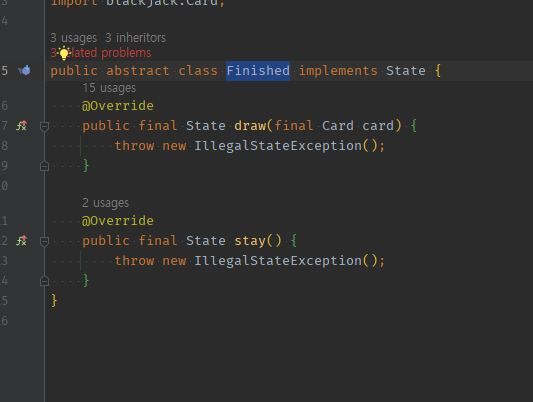 3
import blackjack.Card;
4
3 usages 3 inheritors
3 lated problems
5 public abstract class Finished implements State {
15 usages
6 @Override
7 public final State draw(final Card card) {
8 throw new IllegalStateException();
9 }
0
2 usages
1 @Override
2 public final State stay() {
3 throw new IllegalStateException();
4 }
5 }
6